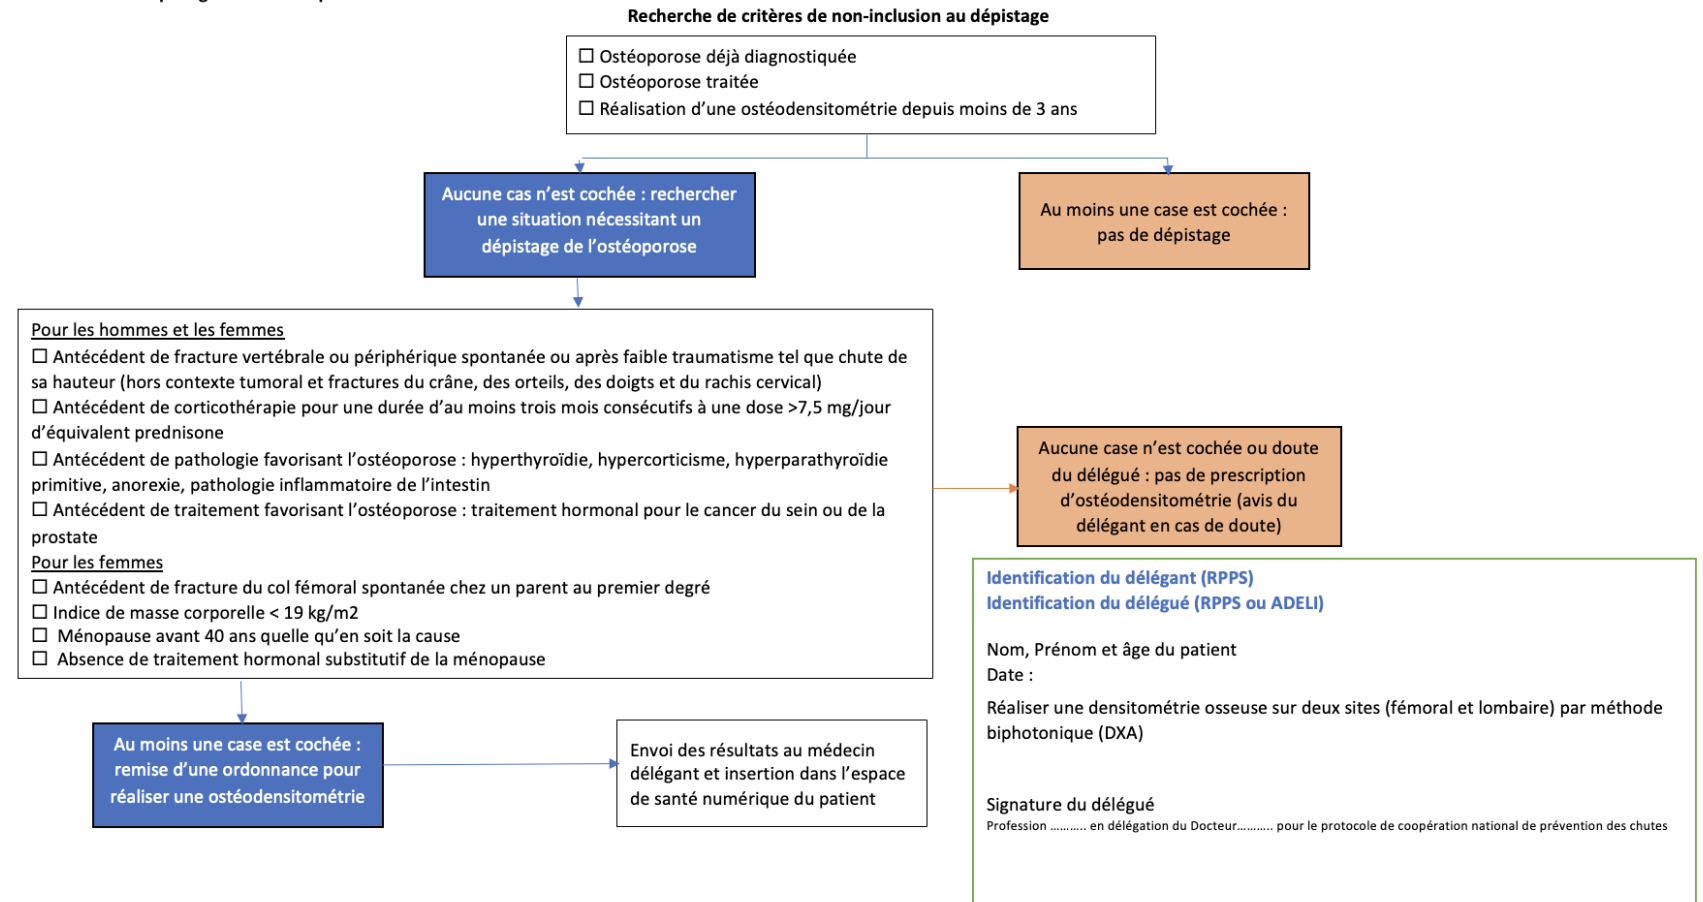 Recherche de critères de non-inclusion au dépistage
☐ Ostéoporose déjà diagnostiquée
☐ Ostéoporose traitée
☐ Réalisation d’une ostéodensitométrie depuis moins de 3 ans
Aucune cas n’est cochée : rechercher
une situation nécessitant un
dépistage de l’ostéoporose
Au moins une case est cochée :
pas de dépistage
Pour les hommes et les femmes
☐ Antécédent de fracture vertébrale ou périphérique spontanée ou après faible traumatisme tel que chute de
sa hauteur (hors contexte tumoral et fractures du crâne, des orteils, des doigts et du rachis cervical)
☐ Antécédent de corticothérapie pour une durée d’au moins trois mois consécutifs à une dose >7,5 mg/jour
d’équivalent prednisone
☐ Antécédent de pathologie favorisant l’ostéoporose : hyperthyroïdie, hypercorticisme, hyperparathyroïdie
primitive, anorexie, pathologie inflammatoire de l’intestin
☐ Antécédent de traitement favorisant l’ostéoporose : traitement hormonal pour le cancer du sein ou de la
prostate
Pour les femmes
☐ Antécédent de fracture du col fémoral spontanée chez un parent au premier degré
☐ Indice de masse corporelle < 19 kg/m2
☐ Ménopause avant 40 ans quelle qu’en soit la cause
☐ Absence de traitement hormonal substitutif de la ménopause
Aucune case n’est cochée ou doute
du délégué : pas de prescription
d’ostéodensitométrie (avis du
délégant en cas de doute)
Au moins une case est cochée :
remise d’une ordonnance pour
réaliser une ostéodensitométrie
Envoi des résultats au médecin
délégant et insertion dans l’espace
de santé numérique du patient
Identification du délégant (RPPS)
Identification du délégué (RPPS ou ADELI)
Nom, Prénom et âge du patient
Date :
Réaliser une densitométrie osseuse sur deux sites (fémoral et lombaire) par méthode
biphotonique (DXA)
Signature du délégué
Profession ……….. en délégation du Docteur……….. pour le protocole de coopération national de prévention des chutes